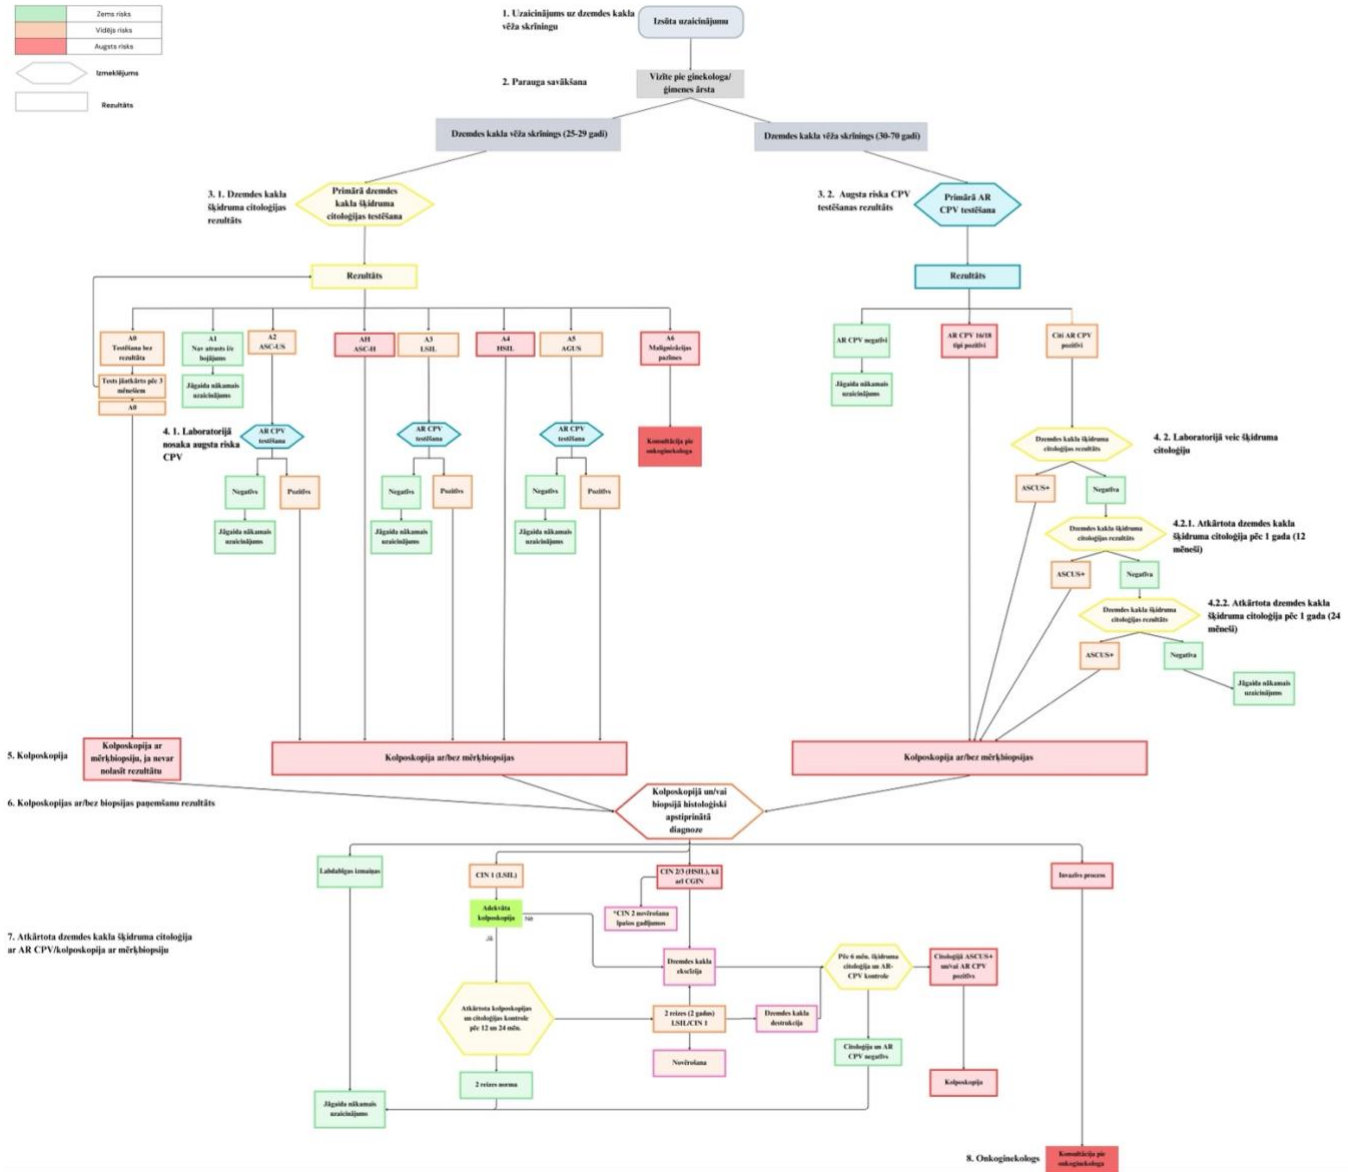 Zems risks
Vidējs risks
Augsts risks
Izmeklējums
Rezultāts
1. Uzaicinājums uz dzemdes kakla
vēža skrīningu
Izsūta uzaicinājumu
2. Parauga savākšana
Vizīte pie ginekologa/
ģimenes ārsta
Dzemdes kakla vēža skrīnings (25-29 gadi)
Dzemdes kakla vēža skrīnings (30-70 gadi)
3. 1. Dzemdes kakla
šķidruma citoloģijas
rezultāts
Primārā dzemdes
kakla šķidruma
citoloģijas testēšana
3. 2. Augsta riska CPV
testēšanas rezultāts
Primārā AR
CPV testēšana
Rezultāts
Rezultāts
A0
Testēšana bez
rezultāta
A1
Nav atrasts i/e
bojājums
A2
ASC-US
AH
ASC-H
A3
LSIL
A4
HSIL
A5
AGUS
A6
Malignizācijas
pazīmes
AR CPV negatīvi
AR CPV 16/18
tipi pozitīvi
Citi AR CPV
pozitīvi
Tests jāatkārto pēc 3
mēnešiem
A0
Jāgaida nākamais
uzaicinājums
Jāgaida nākamais
uzaicinājums
4. 1. Laboratorijā
nosaka augsta riska
CPV
AR CPV
testēšana
AR CPV
testēšana
AR CPV
testēšana
Konsultācija pie
onkoginekologa
Dzemdes kakla šķidruma
citoloģijas rezultāts
4. 2. Laboratorijā veic šķidruma
citoloģiju
Negatīvs
Pozitīvs
Negatīvs
Pozitīvs
Negatīvs
Pozitīvs
ASCUS+
Negatīva
Jāgaida nākamais
uzaicinājums
Jāgaida nākamais
uzaicinājums
Jāgaida nākamais
uzaicinājums
Dzemdes kakla šķidruma
citoloģijas rezultāts
4.2.1. Atkārtota dzemdes kakla
šķidruma citoloģija pēc 1 gada (12
mēneši)
ASCUS+
Negatīva
Dzemdes kakla šķidruma
citoloģijas rezultāts
4.2.2. Atkārtota dzemdes kakla
šķidruma citoloģija pēc 1 gada (24
mēneši)
ASCUS+
Negatīva
Jāgaida nākamais
uzaicinājums
5. Kolposkopija
Kolposkopija ar
mērķbiopsiju, ja nevar
nolasīt rezultātu
Kolposkopija ar/bez mērķbiopsijas
Kolposkopija ar/bez mērķbiopsijas
6. Kolposkopijas ar/bez biopsijas paņemšanu rezultāts
Kolposkopijā un/vai
biopsijā histoloģiski
apstiprinātā
diagnoze
Labdabīgas izmaiņas
CIN 1 (LSIL)
CIN 2/3 (HSIL), kā
arī CGIN
Invazīvs process
Adekvāta
kolposkopija
Nē
*CIN 2 novērošana
īpašos gadījumos
7. Atkārtota dzemdes kakla šķidruma citoloģija
ar AR CPV/kolposkopija ar mērķbiopsiju
Jā
Dzemdes kakla
ekscīzija
Pēc 6 mēn. šķidruma
citoloģija un AR-
CPV kontrole
Citoloģijā ASCUS+
un/vai AR CPV
pozitīvs
Atkārtota kolposkopijas
un citoloģijas kontrole
pēc 12 un 24 mēn.
2 reizes (2 gadus)
LSIL/CIN 1
Dzemdes kakla
destrukcija
Citoloģija un AR
CPV negatīvs
Novērošana
2 reizes norma
Kolposkopija
Jāgaida nākamais
uzaicinājums
8. Onkoginekologs
Konsultācija pie
onkoginekologa